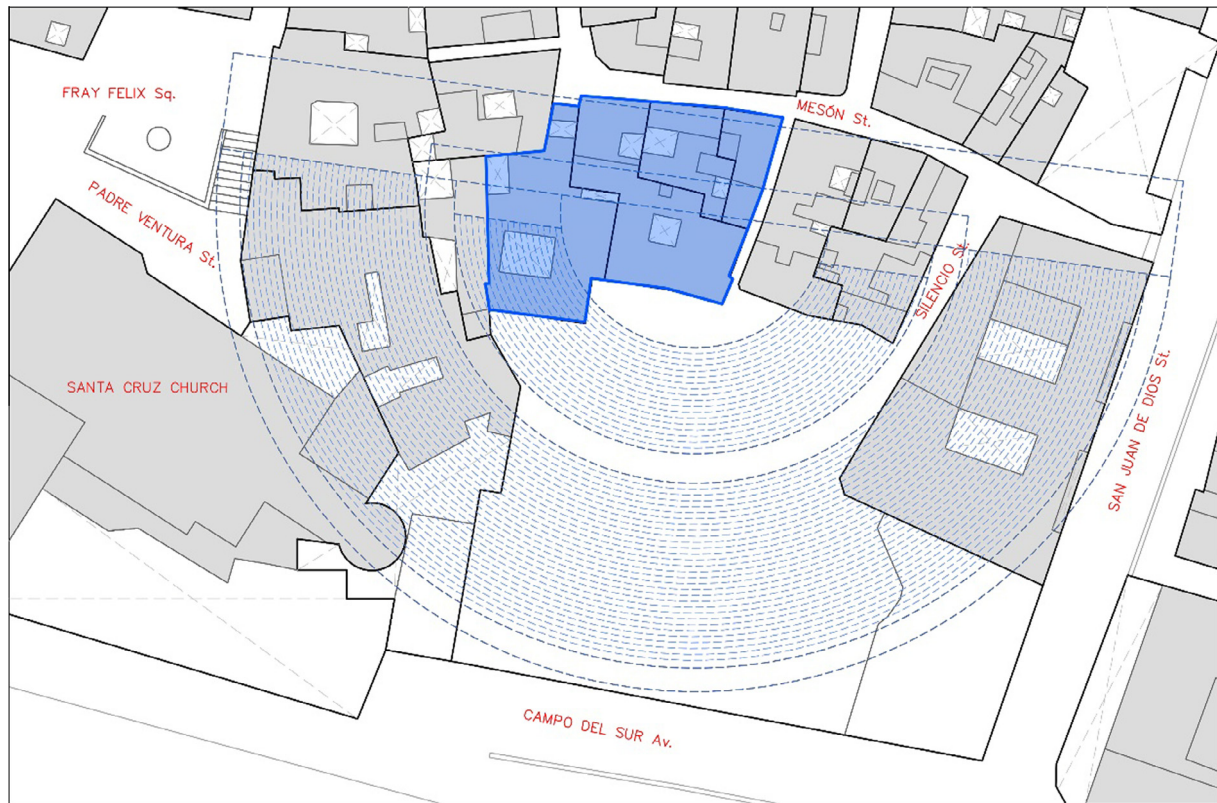 FRAY FELIX Sq.
MESÓN St.
PADRE VENTURA St.
SILENCIO St.
SANTA CRUZ CHURCH
SAN JUAN DE DIOS St.
CAMPO DEL SUR Av.